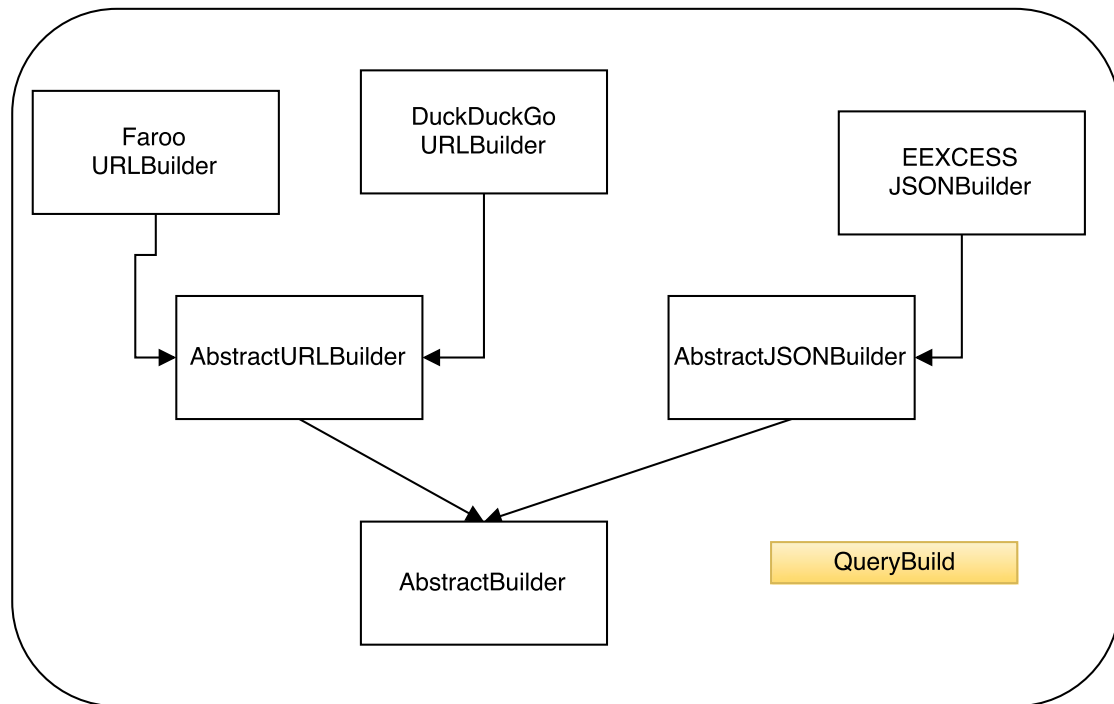 Faroo
URLBuilder
DuckDuckGo
URLBuilder
EEXCESS
JSONBuilder
AbstractURLBuilder
AbstractJSONBuilder
AbstractBuilder
QueryBuild